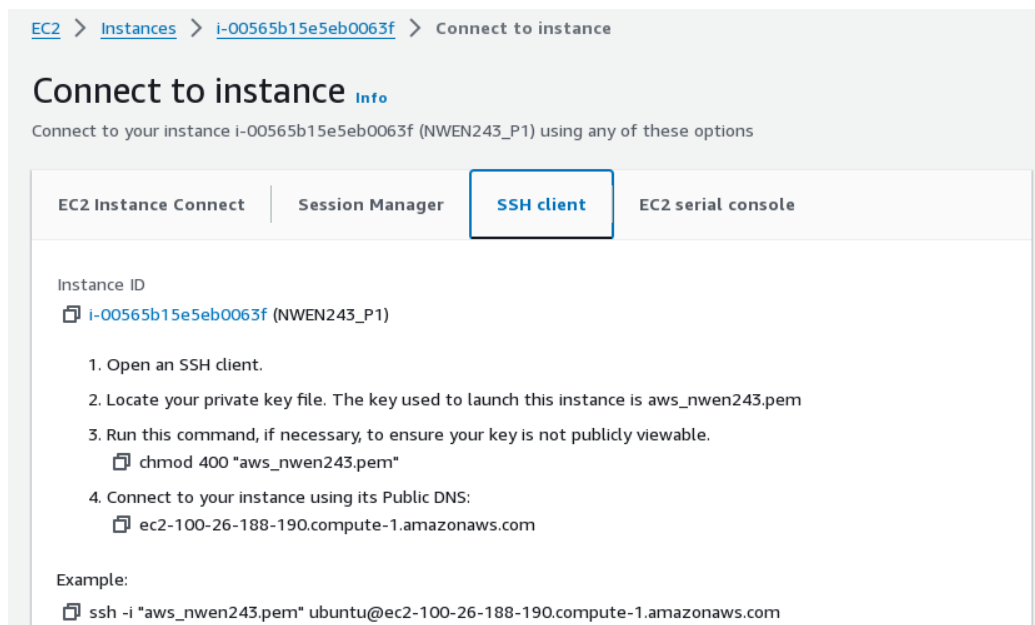 EC2 > Instances > i-00565b15e5eb0063f > Connect to instance
Connect to instance Info
Connect to your instance i-00565b15e5eb0063f (NWEN243_P1) using any of these options
EC2 Instance Connect Session Manager SSH client EC2 serial console
Instance ID
i-00565b15e5eb0063f (NWEN243_P1)
1. Open an SSH client.
2. Locate your private key file. The key used to launch this instance is aws_nwen243.pem
3. Run this command, if necessary, to ensure your key is not publicly viewable.
chmod 400 "aws_nwen243.pem"
4. Connect to your instance using its Public DNS:
ec2-100-26-188-190.compute-1.amazonaws.com
Example:
ssh -i "aws_nwen243.pem" ubuntu@ec2-100-26-188-190.compute-1.amazonaws.com